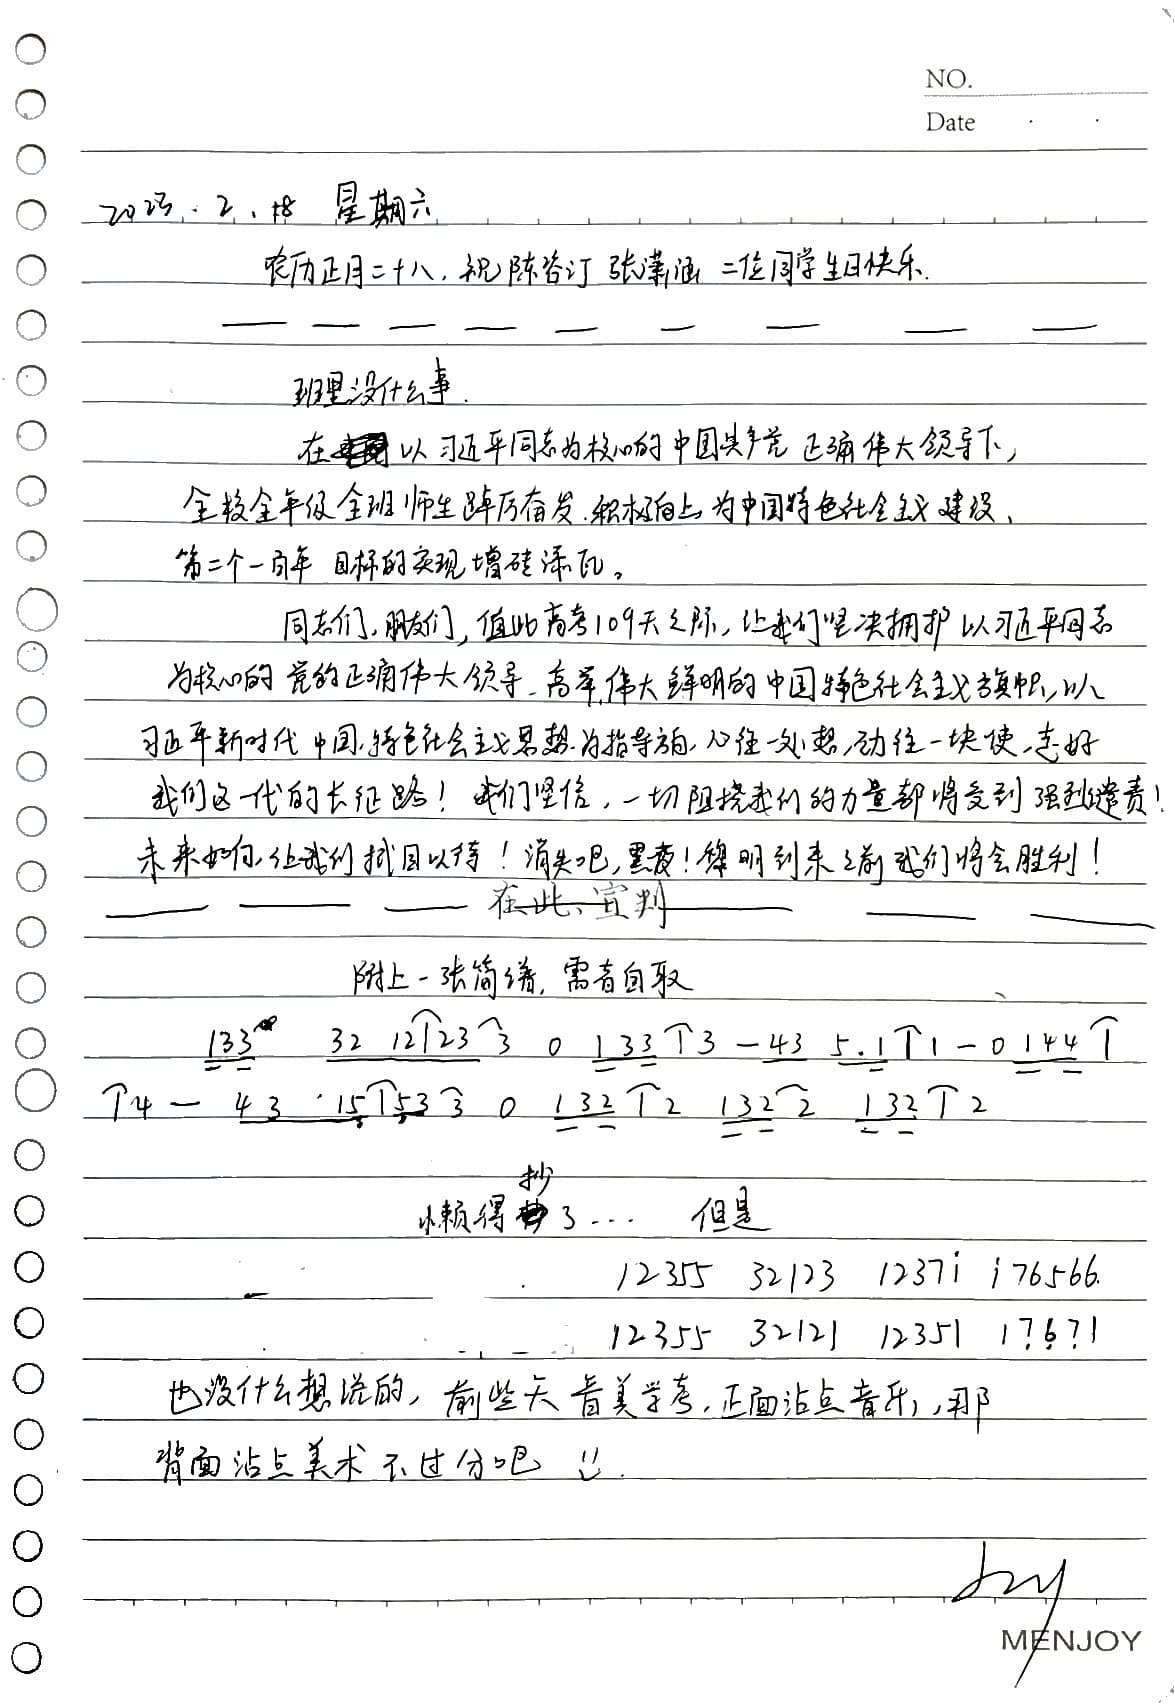 NO.
Date
2023.2.18 星期六
农历正月二十八,祝陈咨订 张潇涵 二位同学生日快乐.
班里没什么事.
在 以习近平同志为核心的中国共产党正确伟大领导下,
全校全年级全班师生踔厉奋发、积极向上,为中国特色社会主义建设、
第二个一百年目标的实现增砖添瓦。
同志们,朋友们,值此高考109天之际,让我们坚决拥护以习近平同志
为核心的党的正确伟大领导、高举伟大鲜明的中国特色社会主义旗帜,以
习近平新时代中国特色社会主义思想为指导方向,心往一处想,劲往一块使,走好
我们这一代的长征路!我们坚信,一切阻挠我们的力量都将受到强烈谴责!
未来如何,让我们拭目以待!消失吧,黑夜!黎明到来之前我们将会胜利!
在此、宣判
附上一张简谱,需者自取
133 32 12123 3 0 133 3 - 43 5.1 1 - 0 144
4 - 43 ·15 53 3 0 132 2 132 2 132 2
懒得抄了... 但是
12355 32123 1237i i76566.
12355 32121 12351 17671
也没什么想说的,前些天音美学考,正面沾点音乐,那
背面沾点美术不过分吧
MENJOY